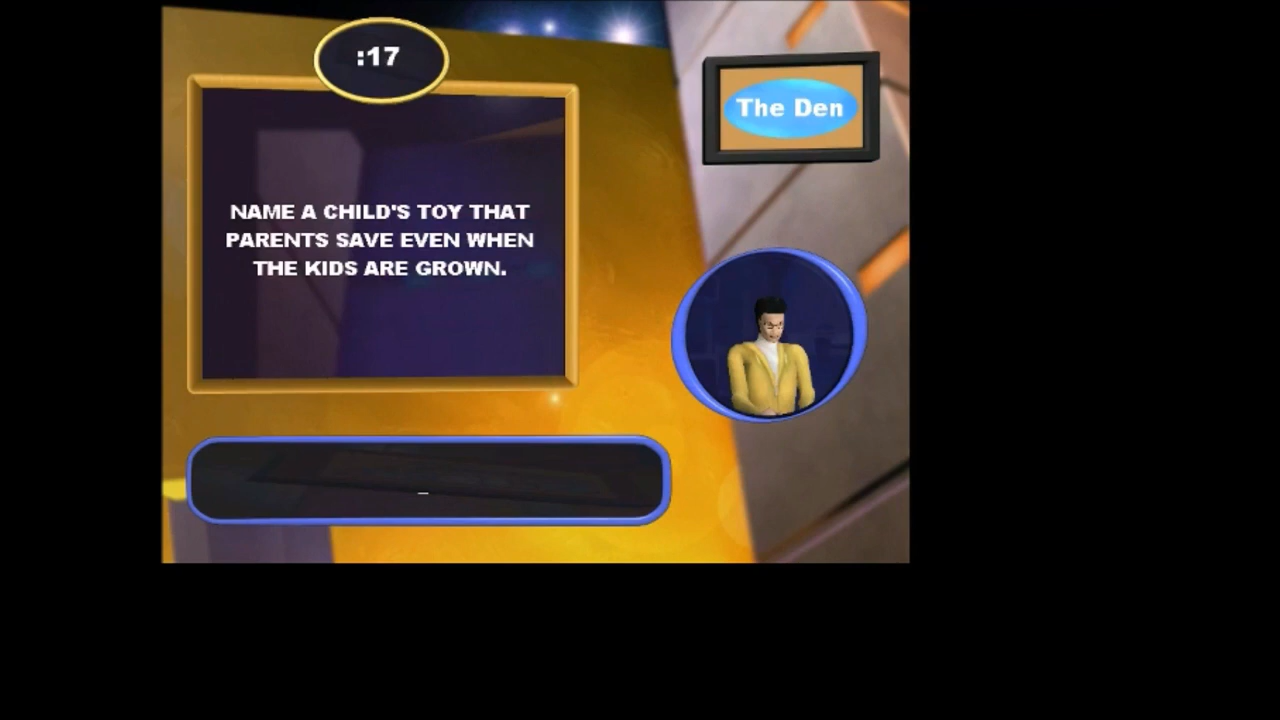 :17
The Den
NAME A CHILD'S TOY THAT
PARENTS SAVE EVEN WHEN
THE KIDS ARE GROWN.
_